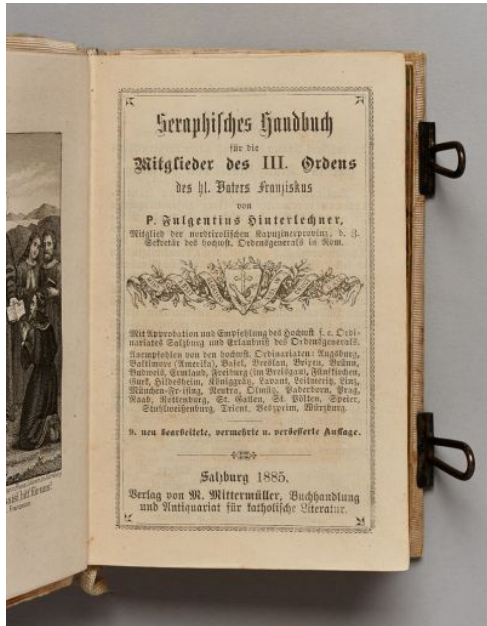 Seraphisches Handbuch
für die
Mitglieder des III. Ordens
des hl. Vaters Franziskus
von
P. Fulgentius Hinterlechner,
Mitglied der nordtirolischen Kapuzinerprovinz, d. Z.
Sekretär des hochwst. Ordensgenerals in Rom.
Mit Approbation und Empfehlung des Hochwst f. e. Ordi-
nariates Salzburg und Erlaubniß des Ordensgenerals.
Anempfohlen von den hochwst. Ordinariaten: Augsburg,
Baltimore (Amerika), Basel, Breslau, Brixen, Brünn,
Budweis, Ermland, Freiburg (im Breisgau), Fünfkirchen,
Gurk, Hildesheim, Königgrätz, Lavant, Leitmeritz, Linz,
München-Freising, Neutra, Olmütz, Paderborn, Prag,
Raab, Rottenburg, St. Gallen, St. Pölten, Speier,
Stuhlweißenburg, Trient, Veszprim, Würzburg.
9. neu bearbeitete, vermehrte u. verbesserte Auflage.
Salzburg 1885.
Verlag von M. Mittermüller, Buchhandlung
und Antiquariat für katholische Literatur.